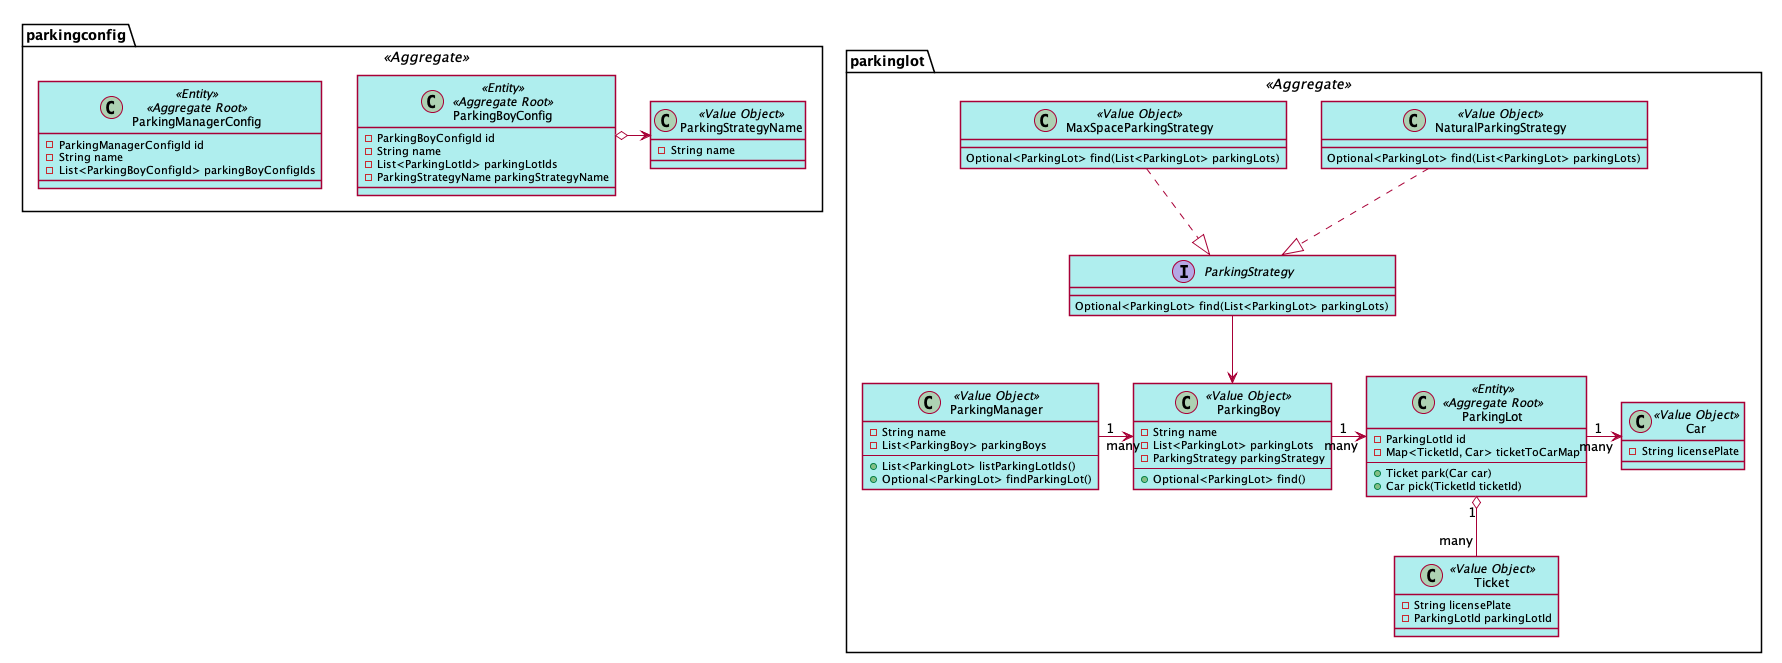 parkingconfig
«Aggregate»
C
«Entity»
«Aggregate Root»
ParkingManagerConfig
ParkingManagerConfigId id
String name
List<ParkingBoyConfigId> parkingBoyConfigIds
C
«Entity»
«Aggregate Root»
ParkingBoyConfig
ParkingBoyConfigId id
String name
List<ParkingLotId> parkingLotIds
ParkingStrategyName parkingStrategyName
C
«Value Object»
ParkingStrategyName
String name
parkinglot
«Aggregate»
C
«Value Object»
MaxSpaceParkingStrategy
Optional<ParkingLot> find(List<ParkingLot> parkingLots)
C
«Value Object»
NaturalParkingStrategy
Optional<ParkingLot> find(List<ParkingLot> parkingLots)
I
ParkingStrategy
Optional<ParkingLot> find(List<ParkingLot> parkingLots)
C
«Value Object»
ParkingManager
String name
List<ParkingBoy> parkingBoys
List<ParkingLot> listParkingLotIds()
Optional<ParkingLot> findParkingLot()
1
many
C
«Value Object»
ParkingBoy
String name
List<ParkingLot> parkingLots
ParkingStrategy parkingStrategy
Optional<ParkingLot> find()
1
many
C
«Entity»
«Aggregate Root»
ParkingLot
ParkingLotId id
Map<TicketId, Car> ticketToCarMap
Ticket park(Car car)
Car pick(TicketId ticketId)
1
many
C
«Value Object»
Car
String licensePlate
1
many
C
«Value Object»
Ticket
String licensePlate
ParkingLotId parkingLotId